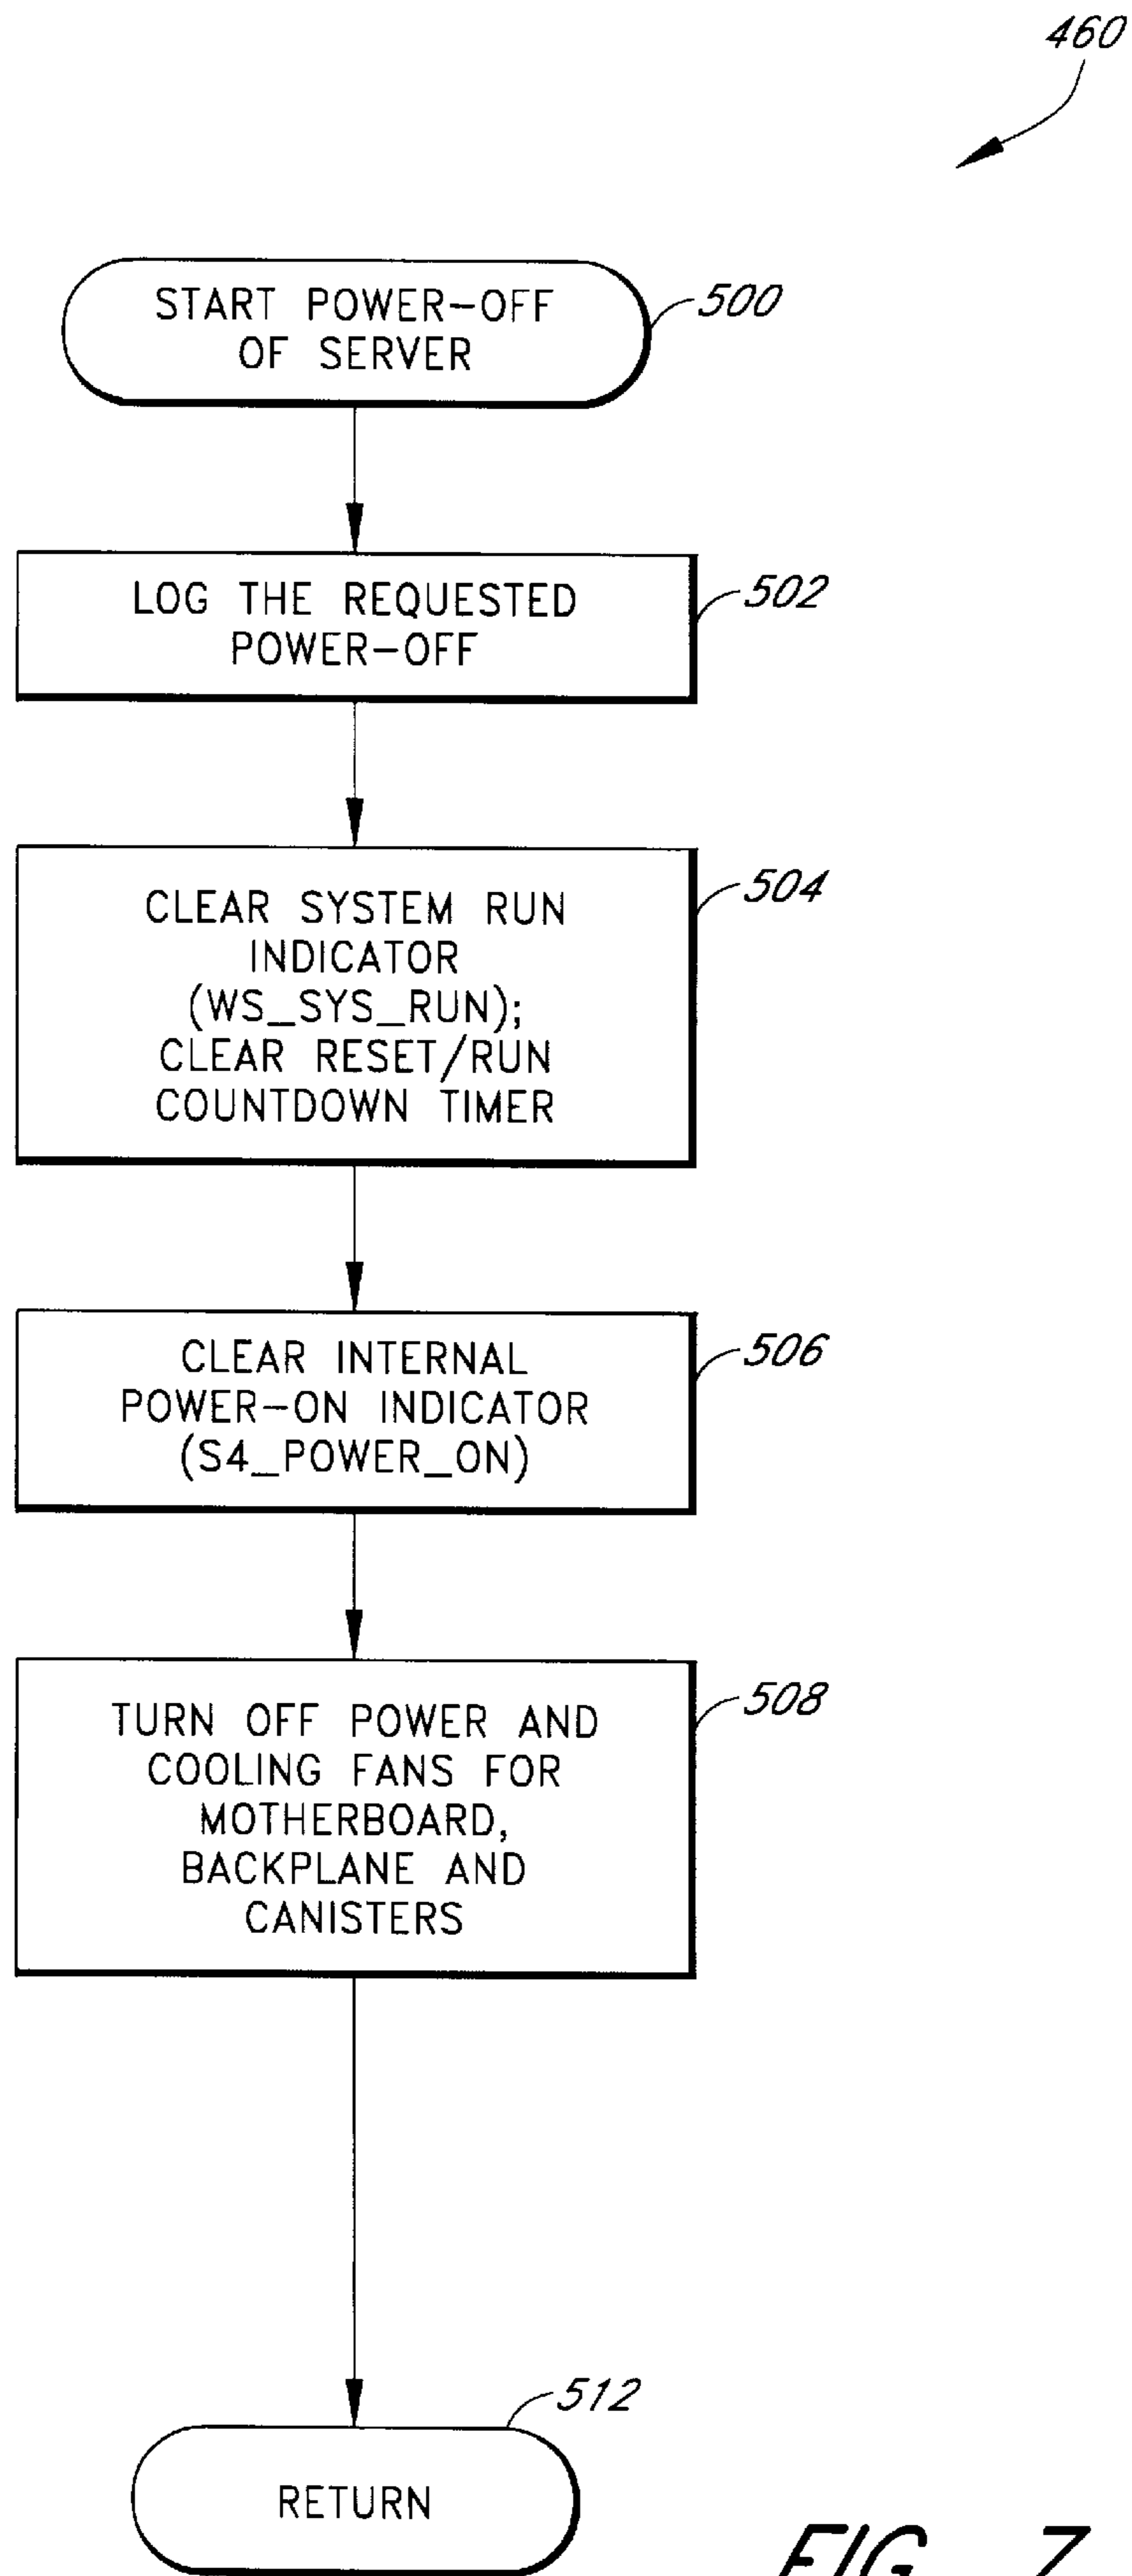 460
START POWER-OFF
OF SERVER
500
LOG THE REQUESTED
POWER-OFF
502
CLEAR SYSTEM RUN
INDICATOR
(WS_SYS_RUN);
CLEAR RESET/RUN
COUNTDOWN TIMER
504
CLEAR INTERNAL
POWER-ON INDICATOR
(S4_POWER_ON)
506
TURN OFF POWER AND
COOLING FANS FOR
MOTHERBOARD,
BACKPLANE AND
CANISTERS
508
512
RETURN
FIG. 7